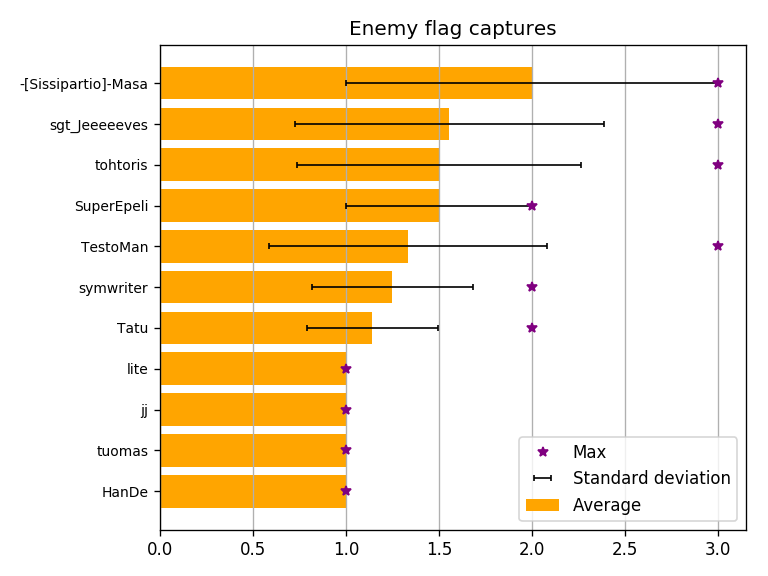 Enemy flag captures
-[Sissipartio]-Masa
sgt_Jeeeeeves
tohtoris
SuperEpeli
TestoMan
symwriter
Tatu
lite
jj
tuomas
HanDe
Max
Standard deviation
Average
0.0 0.5 1.0 1.5 2.0 2.5 3.0